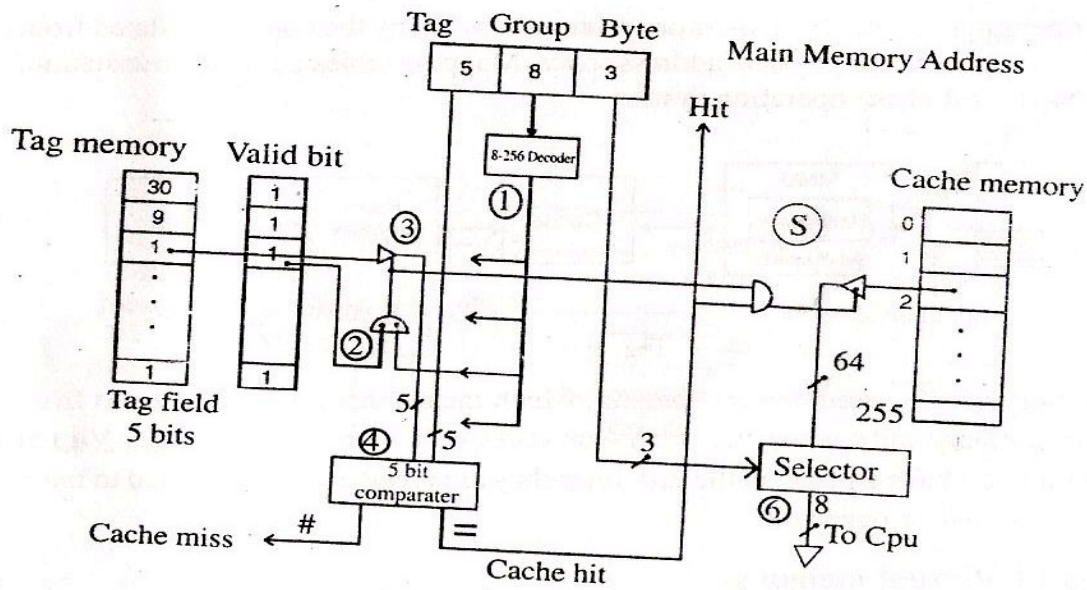 Tag Group Byte
5 8 3
Main Memory Address
Hit
Tag memory
Valid bit
8-256 Decoder
Cache memory
30
9
1
1
1
1
1
1
1
2
3
S
0
1
2
255
64
Tag field
5 bits
5
5
3
4
5 bit
comparater
Selector
6
8
To Cpu
#
=
Cache miss
Cache hit